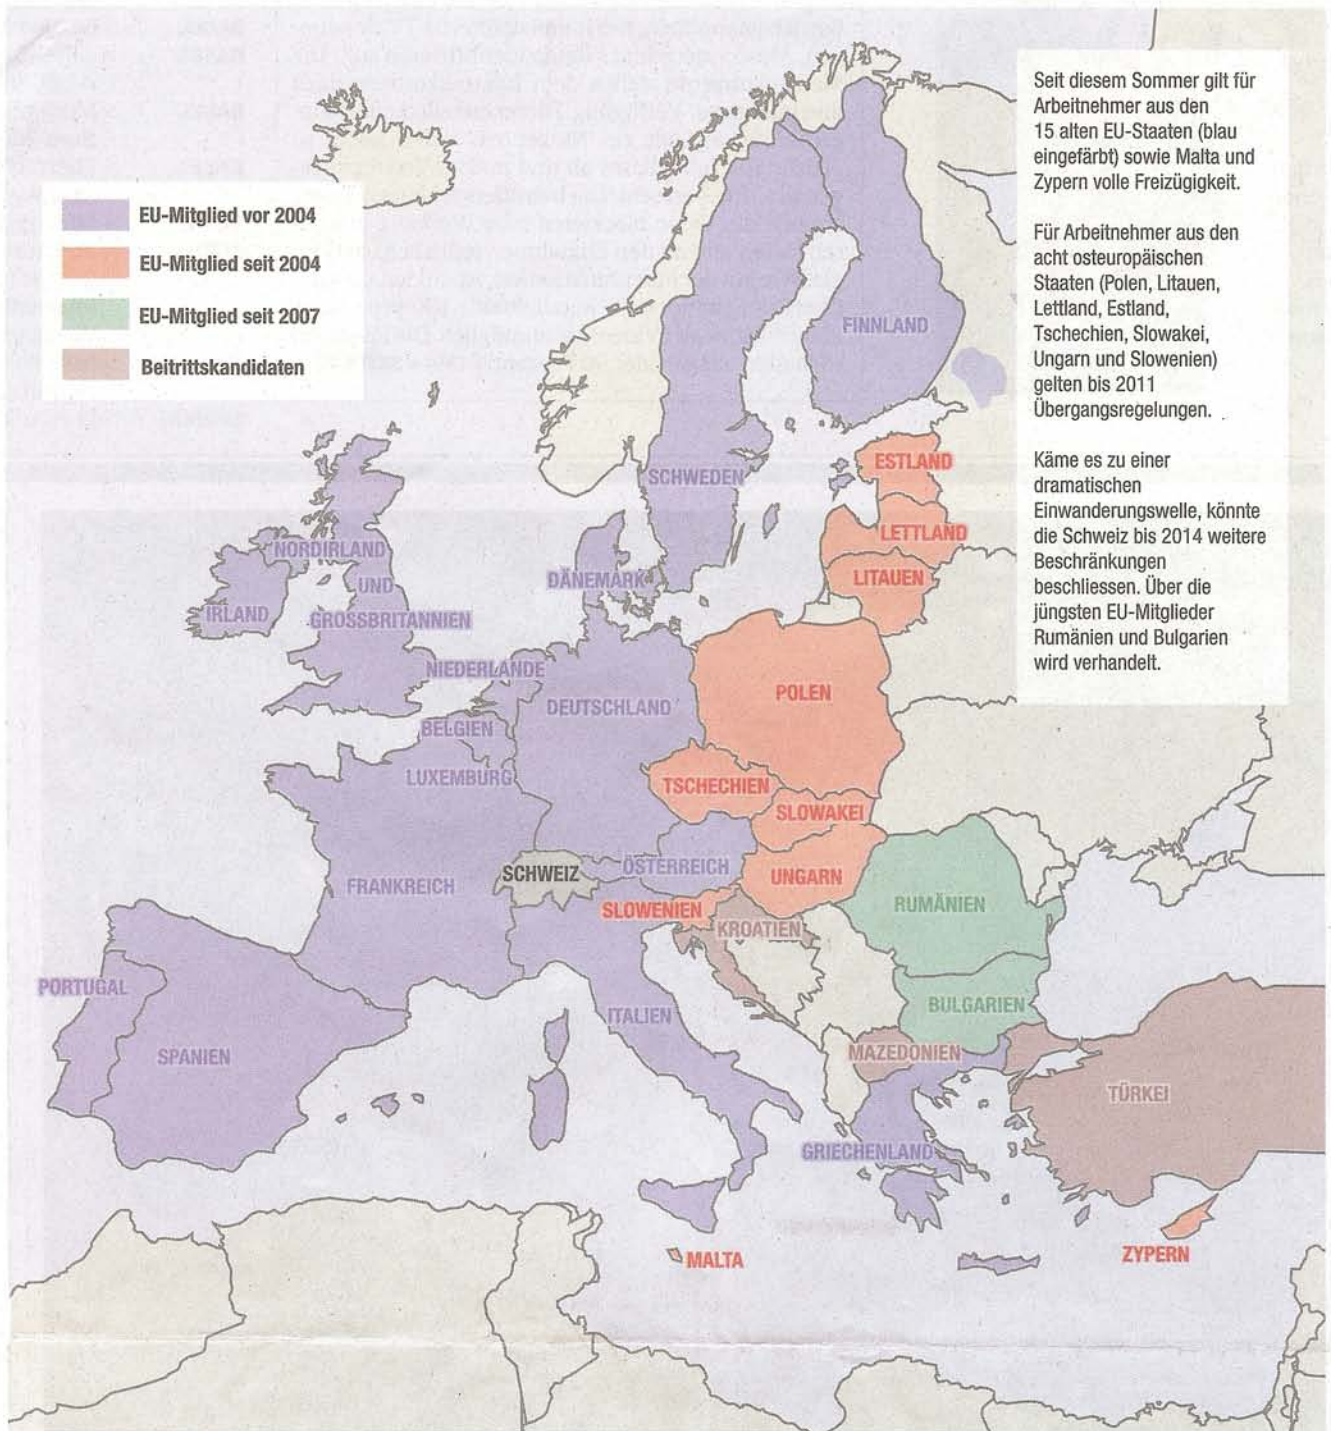 Seit diesem Sommer gilt für
Arbeitnehmer aus den
15 alten EU-Staaten (blau
eingefärbt) sowie Malta und
Zypern volle Freizügigkeit.
Für Arbeitnehmer aus den
acht osteuropäischen
Staaten (Polen, Litauen,
Lettland, Estland,
Tschechien, Slowakei,
Ungarn und Slowenien)
gelten bis 2011
Übergangsregelungen.
Käme es zu einer
dramatischen
Einwanderungswelle, könnte
die Schweiz bis 2014 weitere
Beschränkungen
beschliessen. Über die
jüngsten EU-Mitglieder
Rumänien und Bulgarien
wird verhandelt.
EU-Mitglied vor 2004
EU-Mitglied seit 2004
EU-Mitglied seit 2007
Beitrittskandidaten
FINNLAND
SCHWEDEN
ESTLAND
LETTLAND
LITAUEN
NORDIRLAND
UND
GROSSBRITANNIEN
IRLAND
DÄNEMARK
NIEDERLANDE
DEUTSCHLAND
POLEN
BELGIEN
LUXEMBURG
TSCHECHIEN
SLOWAKEI
FRANKREICH
SCHWEIZ
ÖSTERREICH
UNGARN
SLOWENIEN
KROATIEN
RUMÄNIEN
PORTUGAL
SPANIEN
ITALIEN
BULGARIEN
MAZEDONIEN
TÜRKEI
GRIECHENLAND
MALTA
ZYPERN